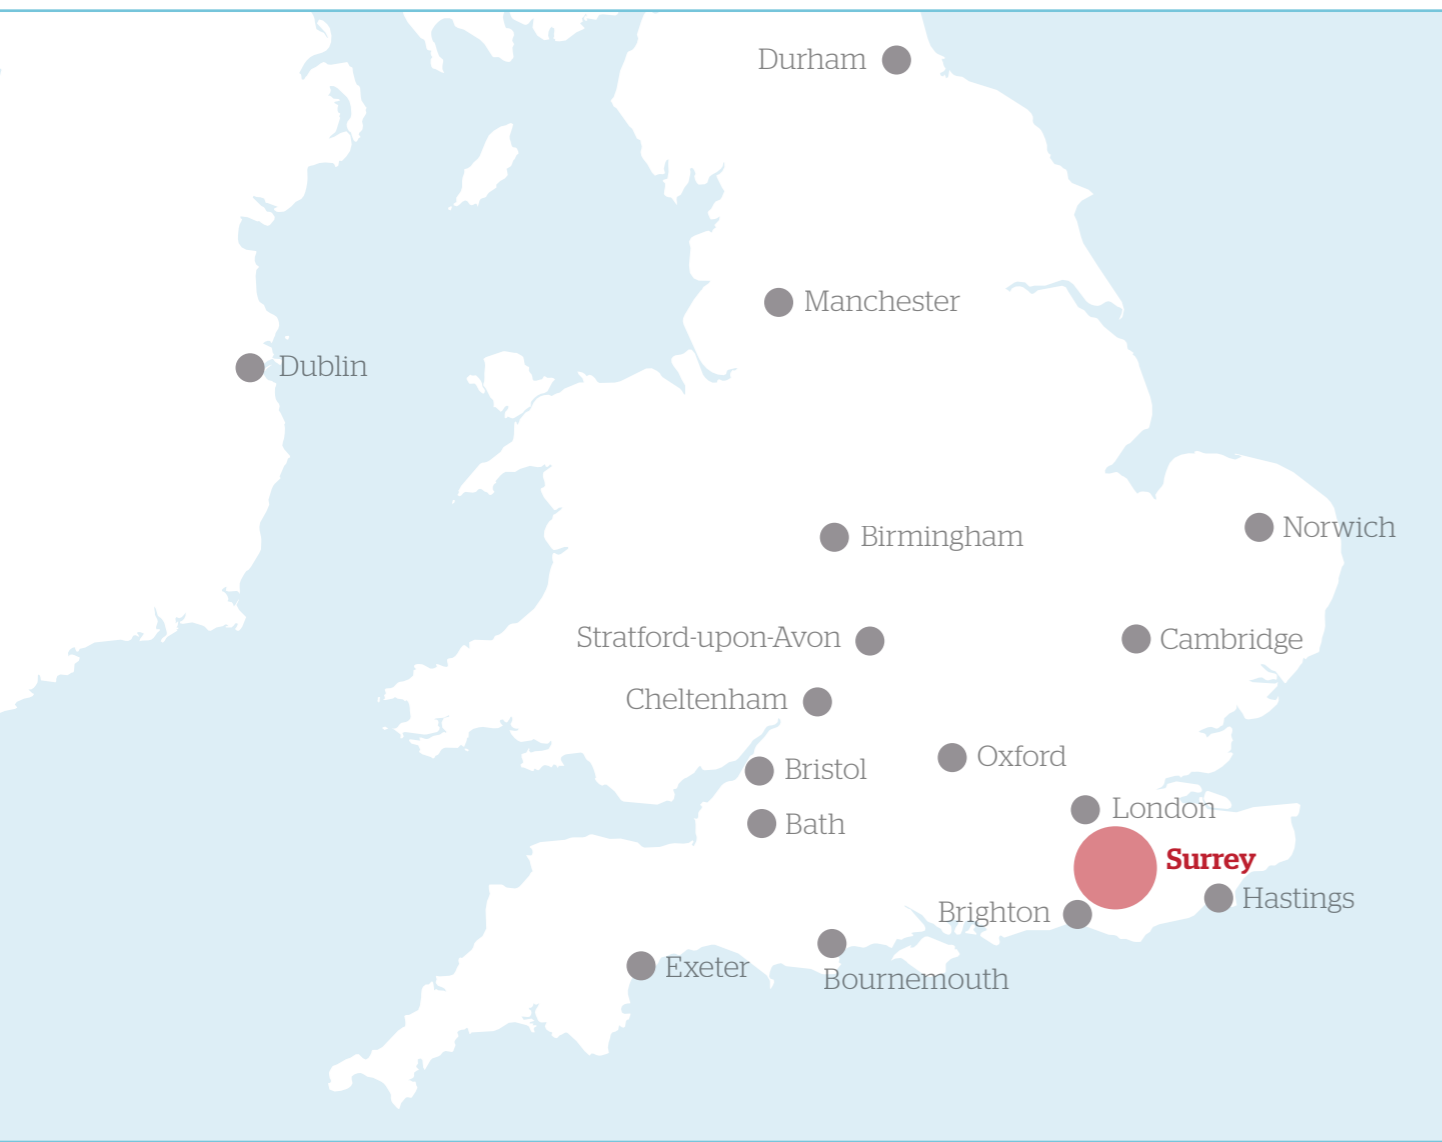 Durham
Manchester
Dublin
Norwich
Birmingham
Stratford-upon-Avon
Cambridge
Cheltenham
Oxford
Bristol
London
Bath
Surrey
Hastings
Brighton
Exeter
Bournemouth